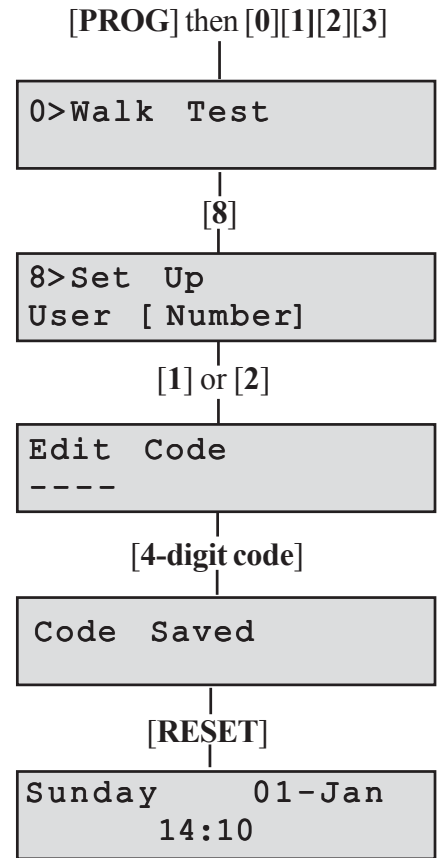 [PROG] then [0][1][2][3]
0>Walk Test
[8]
8>Set Up
User [ Number]
[1] or [2]
Edit Code
----
[4-digit code]
Code Saved
[RESET]
Sunday 01-Jan
14:10